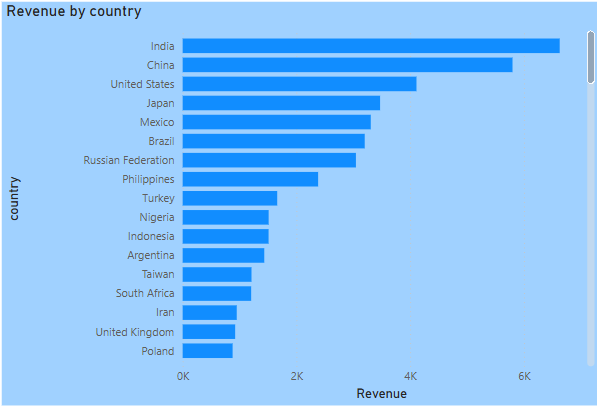 Revenue by country
country
India
China
United States
Japan
Mexico
Brazil
Russian Federation
Philippines
Turkey
Nigeria
Indonesia
Argentina
Taiwan
South Africa
Iran
United Kingdom
Poland
0K 2K 4K 6K
Revenue